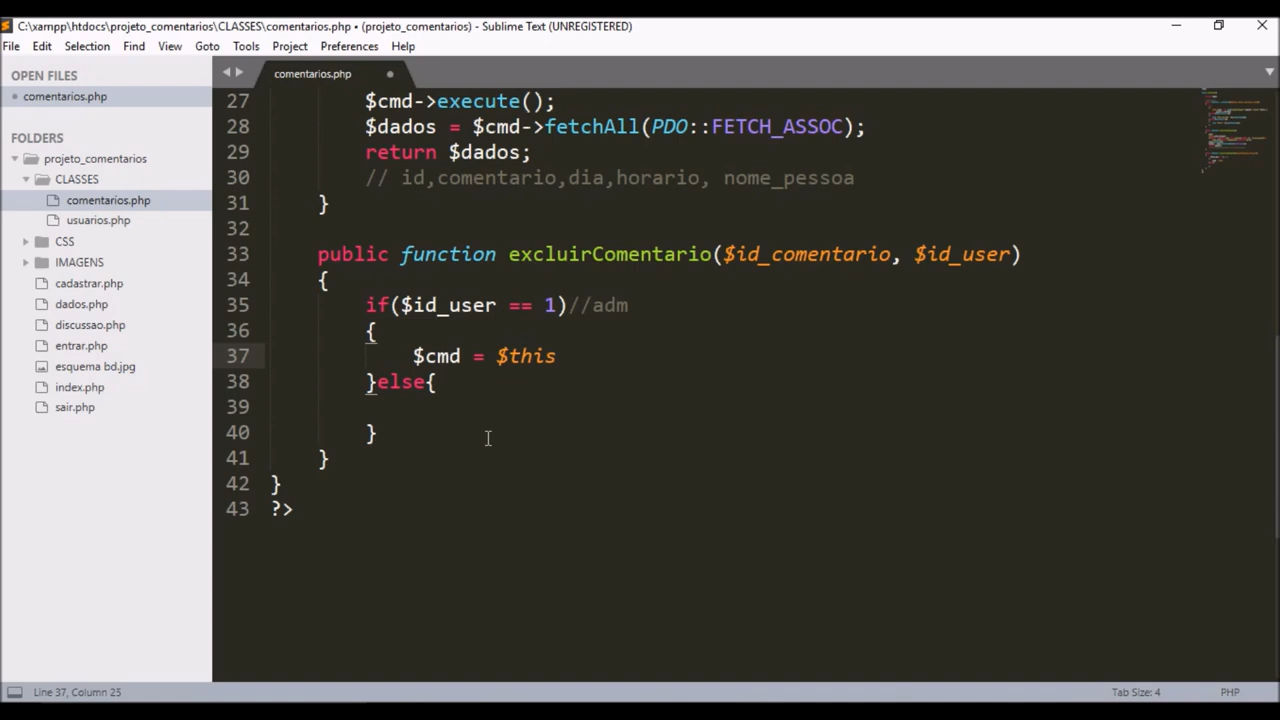 C:\xampp\htdocs\projeto_comentarios\CLASSES\comentarios.php • (projeto_comentarios) - Sublime Text (UNREGISTERED)
File Edit Selection Find View Goto Tools Project Preferences Help
OPEN FILES
comentarios.php
FOLDERS
projeto_comentarios
CLASSES
comentarios.php
usuarios.php
CSS
IMAGENS
cadastrar.php
dados.php
discussao.php
entrar.php
esquema bd.jpg
index.php
sair.php
comentarios.php
27 $cmd->execute();
28 $dados = $cmd->fetchAll(PDO::FETCH_ASSOC);
29 return $dados;
30 // id,comentario,dia,horario, nome_pessoa
31 }
32
33 public function excluirComentario($id_comentario, $id_user)
34 {
35 if($id_user == 1)//adm
36 {
37 $cmd = $this
38 }else{
39
40 }
41 }
42 }
43 ?>
Line 37, Column 25
Tab Size: 4
PHP